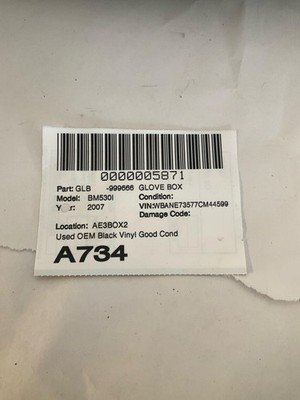 0000005871
Part: GLB -999666 GLOVE BOX
Model: BM530I Condition:
Year: 2007 VIN:WBANE73577CM44599
Damage Code:
Location: AE3BOX2
Used OEM Black Vinyl Good Cond
A734